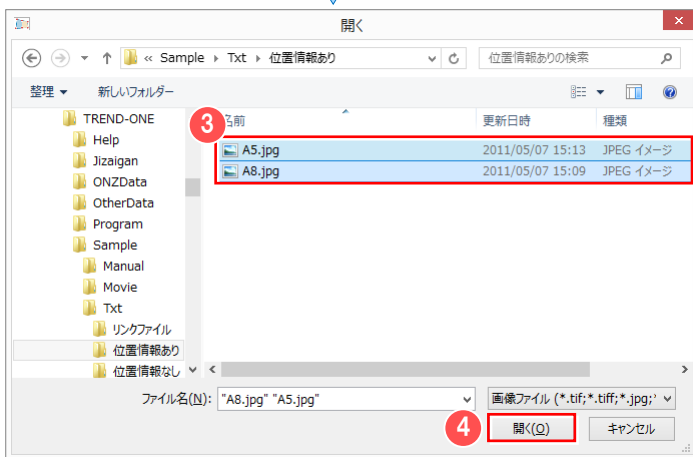 開く
« Sample ▸ Txt ▸ 位置情報あり
位置情報ありの検索
整理 ▼ 新しいフォルダー
TREND-ONE
Help
Jizaigan
ONZData
OtherData
Program
Sample
Manual
Movie
Txt
リンクファイル
位置情報あり
位置情報なし
3
名前 更新日時 種類
A5.jpg 2011/05/07 15:13 JPEG イメージ
A8.jpg 2011/05/07 15:09 JPEG イメージ
ファイル名(N): "A8.jpg" "A5.jpg"
画像ファイル (*.tif;*.tiff;*.jpg;*
4
開く(O) キャンセル